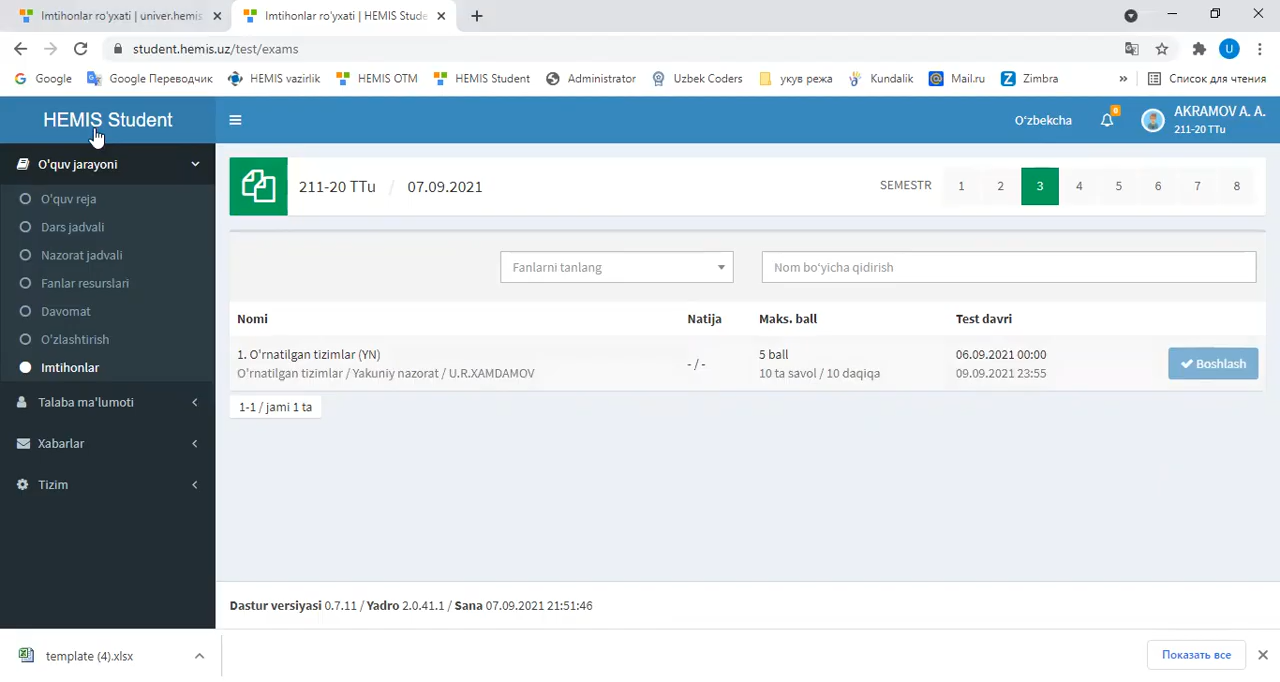 Imtihonlar ro'yxati | univer.hemis
Imtihonlar ro'yxati | HEMIS Stude
student.hemis.uz/test/exams
U
Google
Google Переводчик
HEMIS vazirlik
HEMIS OTM
HEMIS Student
Administrator
Uzbek Coders
укув режа
Kundalik
Mail.ru
Zimbra
»
Список для чтения
HEMIS Student
O‘zbekcha
0
AKRAMOV A. A.
211-20 TTu
O'quv jarayoni
O'quv reja
Dars jadvali
Nazorat jadvali
Fanlar resurslari
Davomat
O'zlashtirish
Imtihonlar
Talaba ma'lumoti
Xabarlar
Tizim
211-20 TTu / 07.09.2021
SEMESTR 1 2 3 4 5 6 7 8
Fanlarni tanlang
Nom bo‘yicha qidirish
Nomi Natija Maks. ball Test davri
1. O'rnatilgan tizimlar (YN)
O'rnatilgan tizimlar / Yakuniy nazorat / U.R.XAMDAMOV
- / -
5 ball
10 ta savol / 10 daqiqa
06.09.2021 00:00
09.09.2021 23:55
Boshlash
1-1 / jami 1 ta
Dastur versiyasi 0.7.11 / Yadro 2.0.41.1 / Sana 07.09.2021 21:51:46
template (4).xlsx
Показать все